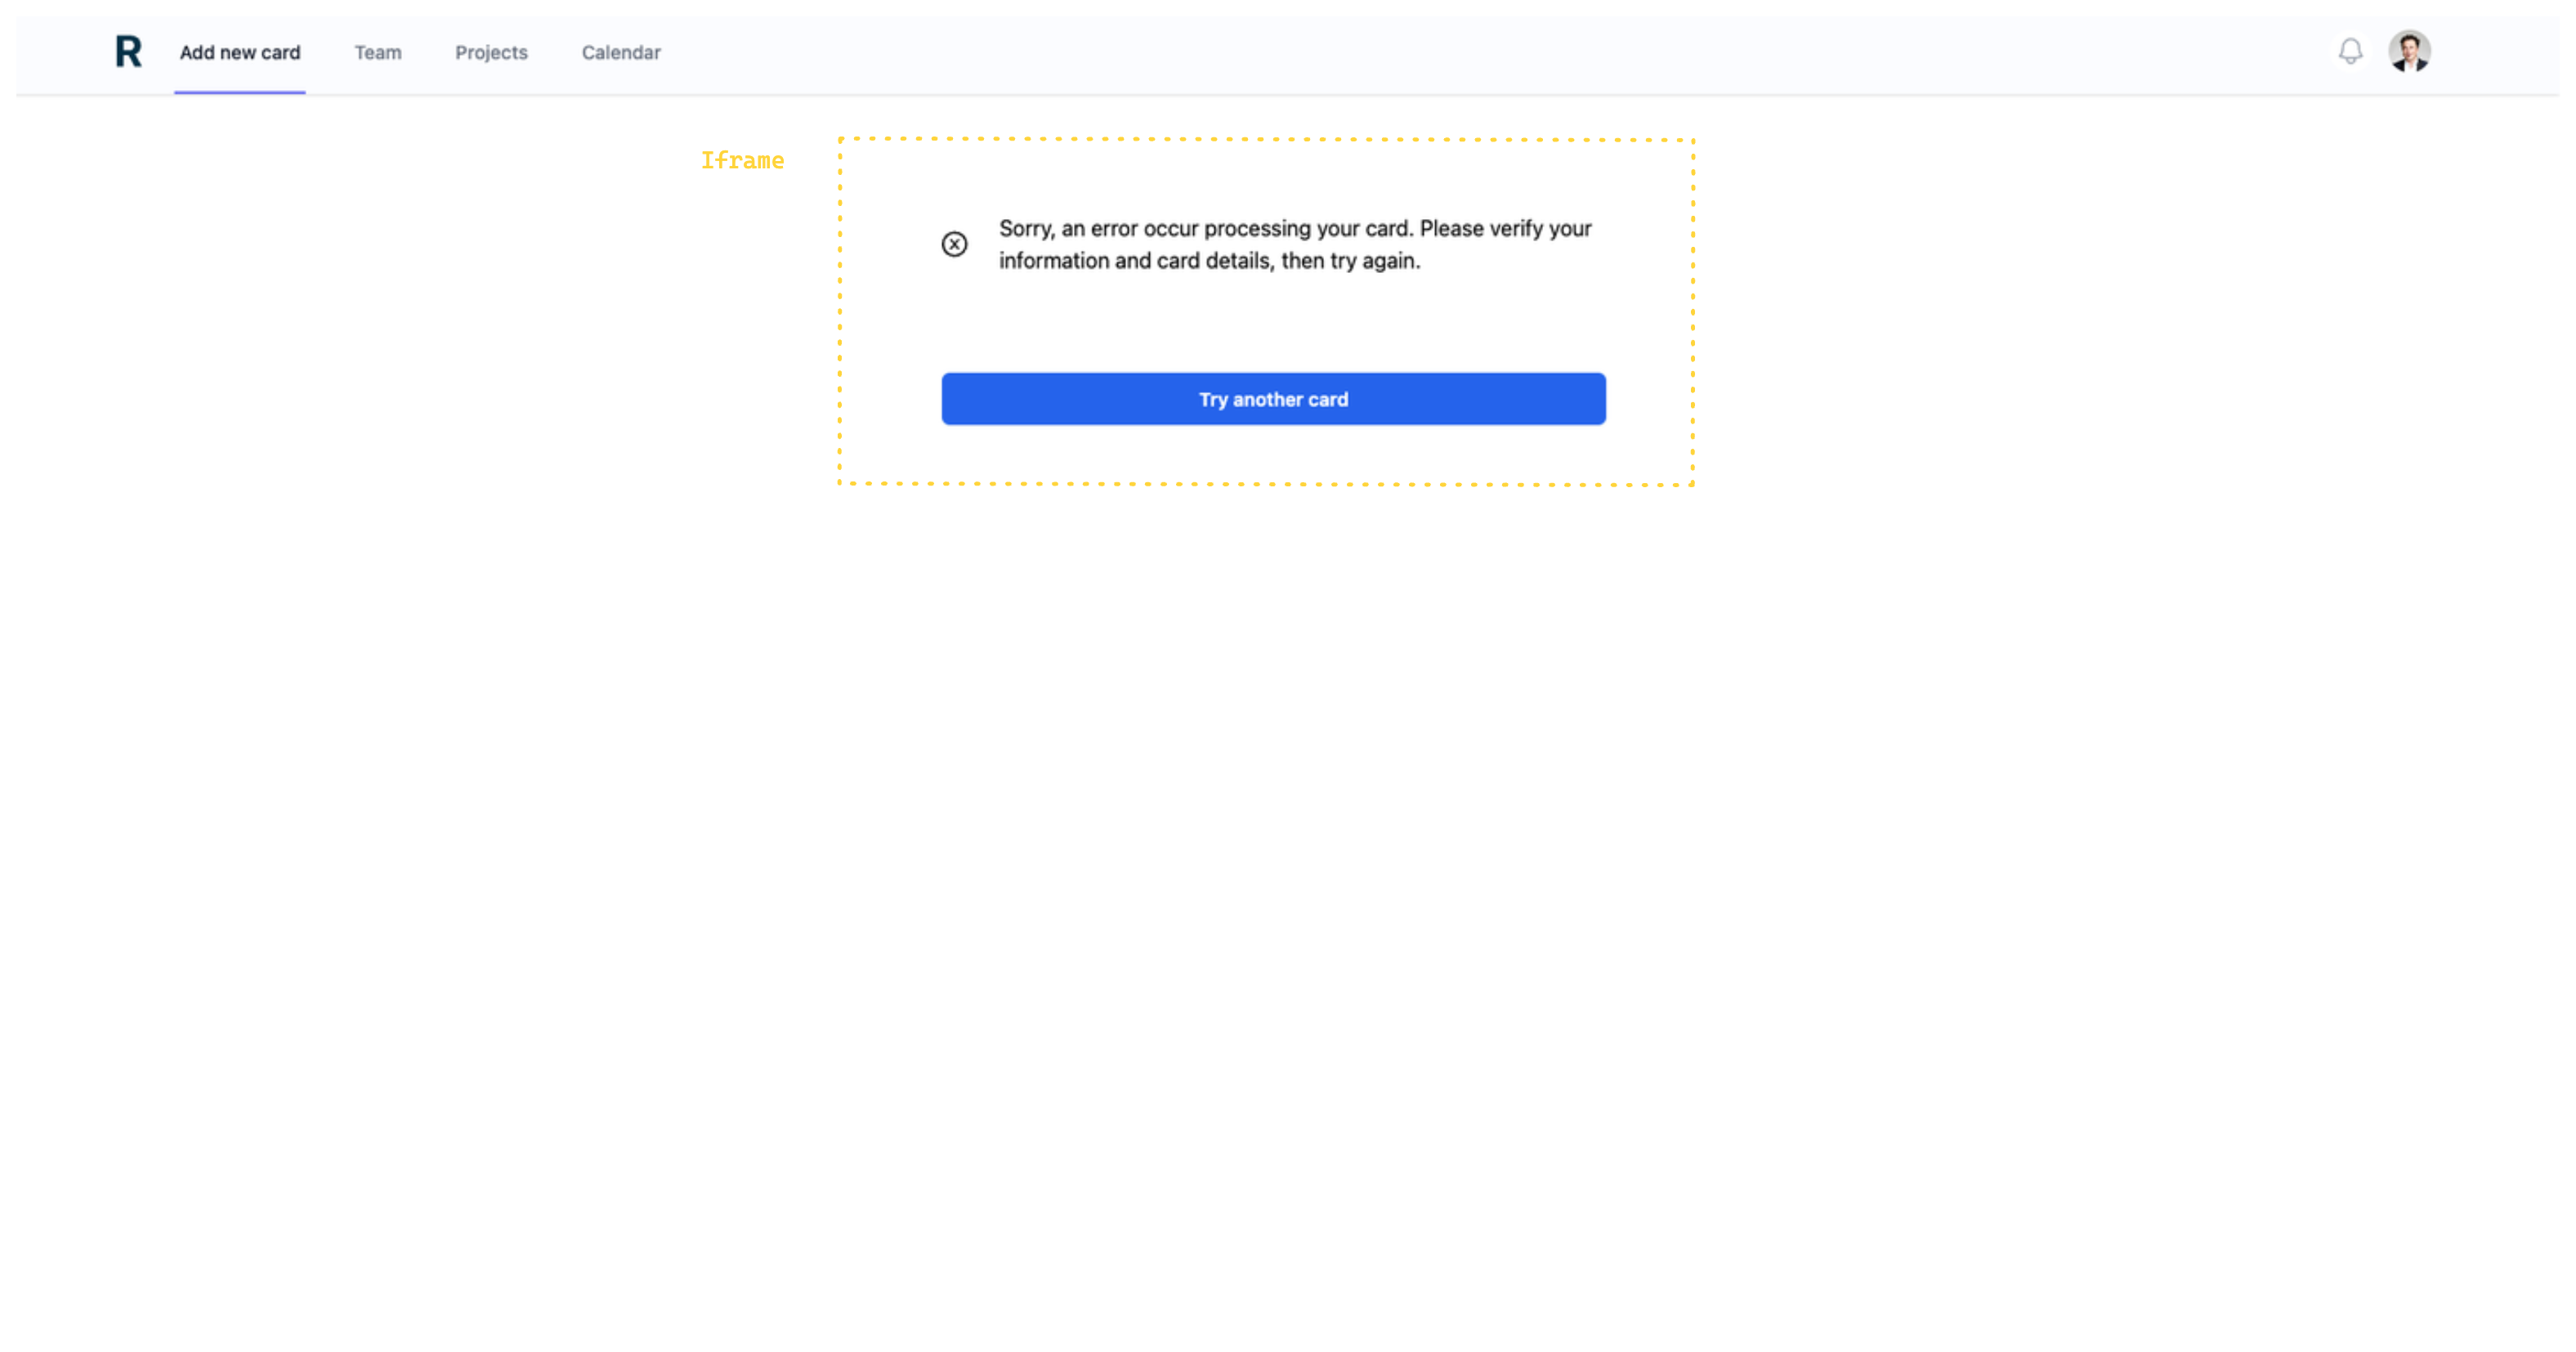 R Add new card Team Projects Calendar
Iframe
Sorry, an error occur processing your card. Please verify your
information and card details, then try again.
Try another card